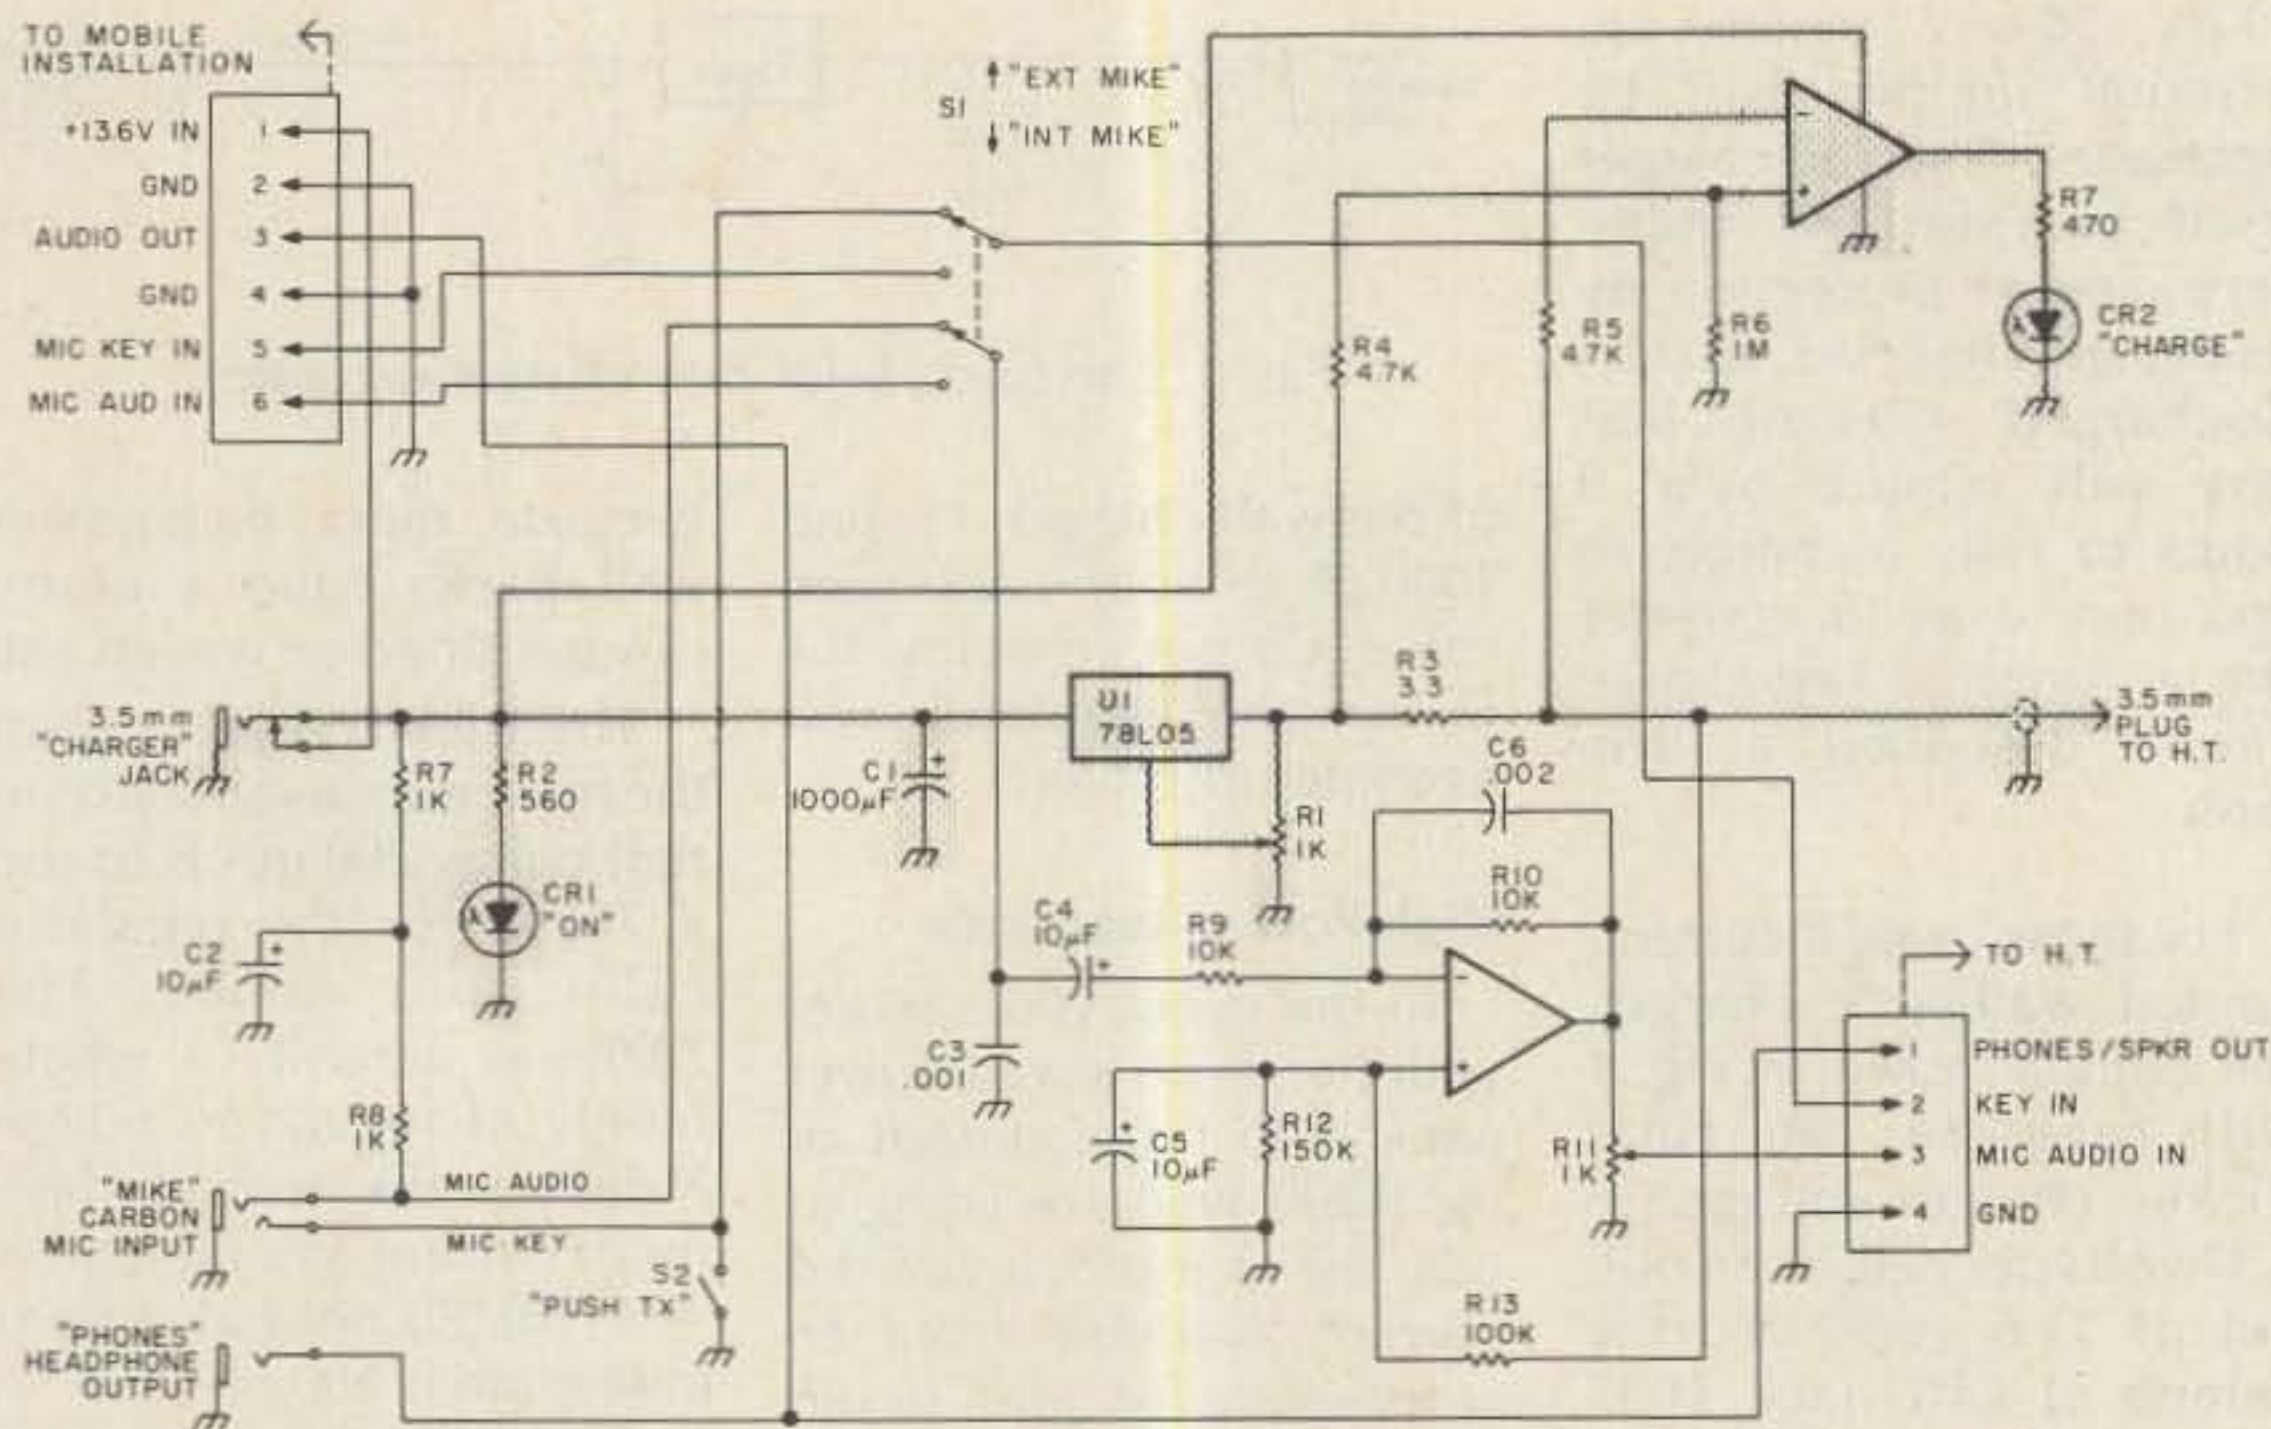 TO MOBILE
INSTALLATION
+13.6V IN 1
GND 2
AUDIO OUT 3
GND 4
MIC KEY IN 5
MIC AUD IN 6
S1
"EXT MIKE"
"INT MIKE"
-
+
R7
470
CR2
"CHARGE"
R4
4.7K
R5
4.7K
R6
1M
3.5mm
"CHARGER"
JACK
R7
1K
R2
560
C1
+
1000µF
U1
78L05
R3
3.3
R1
1K
C6
.002
3.5mm
PLUG
TO H.T.
CR1
"ON"
C2
10µF
+
C4
10µF
+
R9
10K
R10
10K
-
+
C3
.001
R8
1K
C5
10µF
+
R12
150K
R11
1K
R13
100K
TO H.T.
1 PHONES/SPKR OUT
2 KEY IN
3 MIC AUDIO IN
4 GND
"MIKE"
CARBON
MIC INPUT
MIC AUDIO
MIC KEY
S2
"PUSH TX"
"PHONES"
HEADPHONE
OUTPUT